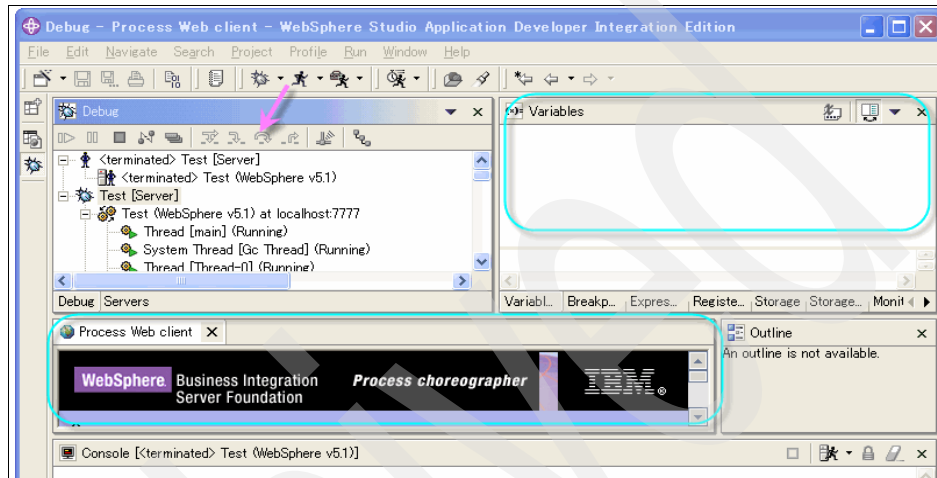 Debug - Process Web client - WebSphere Studio Application Developer Integration Edition
File Edit Navigate Search Project Profile Run Window Help
Debug
Variables
<terminated> Test [Server]
<terminated> Test (WebSphere v5.1)
Test [Server]
Test (WebSphere v5.1) at localhost:7777
Thread [main] (Running)
System Thread [Gc Thread] (Running)
Thread [Thread-0] (Running)
Debug Servers
Variabl... Breakp... Expres... Registe... Storage Storage... Monit
Process Web client
Outline
An outline is not available.
WebSphere. Business Integration
Server Foundation
Process choreographer
IBM®
Console [<terminated> Test (WebSphere v5.1)]